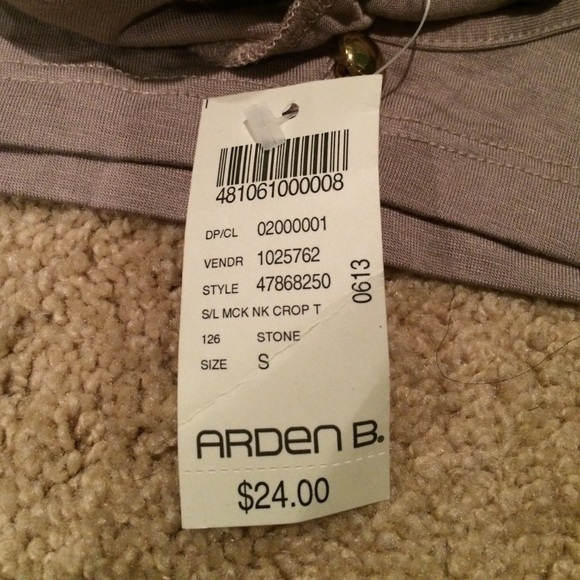 481061000008
DP/CL 02000001
VENDR 1025762
STYLE 47868250
S/L MCK NK CROP T
126 STONE
SIZE S
0613
ARDEN B.
$24.00